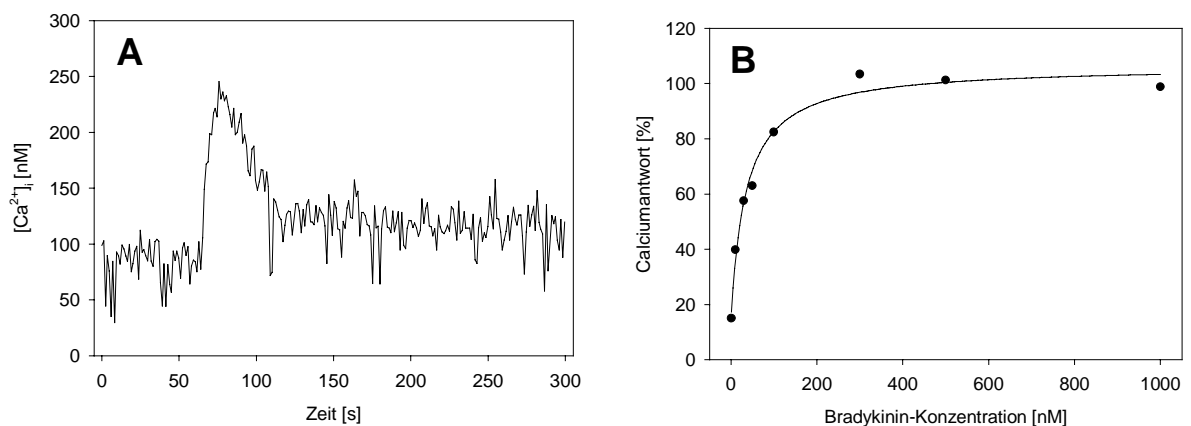 A
[Ca2+]i [nM]
300
250
200
150
100
50
0
0 50 100 150 200 250 300
Zeit [s]
B
Calciumantwort [%]
120
100
80
60
40
20
0
0 200 400 600 800 1000
Bradykinin-Konzentration [nM]